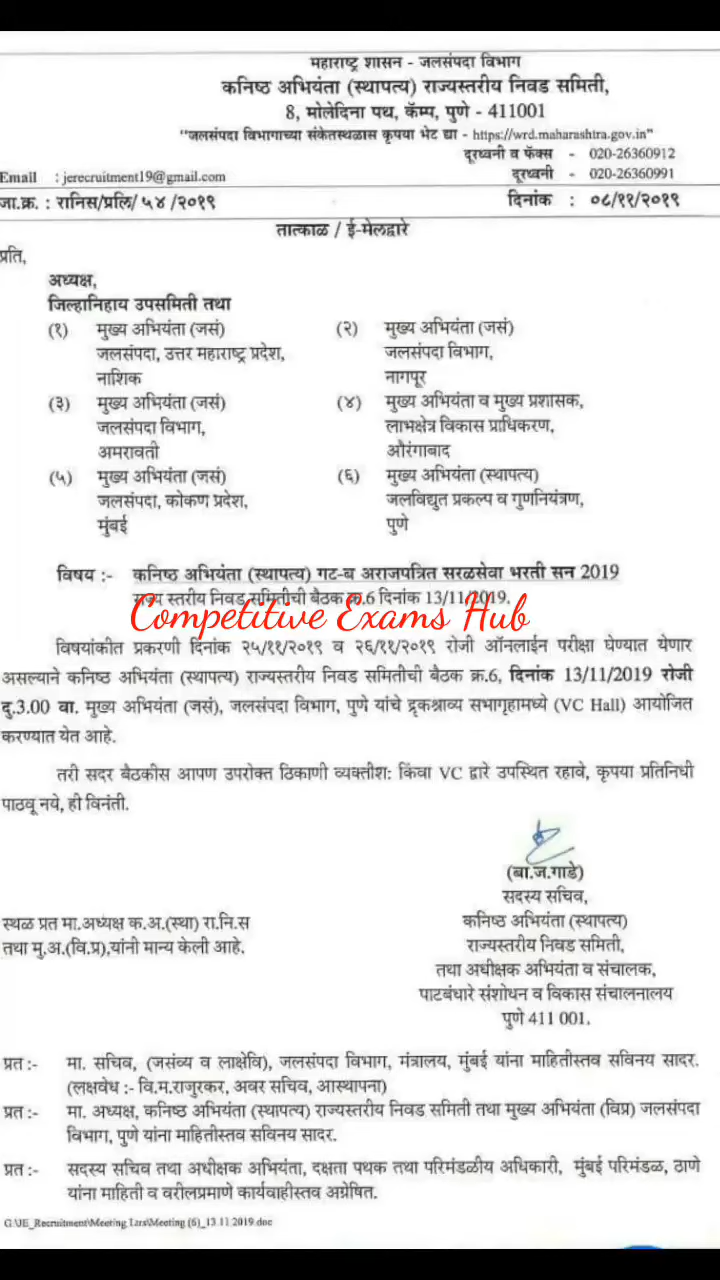 महाराष्ट्र शासन - जलसंपदा विभाग
कनिष्ठ अभियंता (स्थापत्य) राज्यस्तरीय निवड समिती,
8, मोलेदिना पथ, कॅम्प, पुणे - 411001
"जलसंपदा विभागाच्या संकेतस्थळास कृपया भेट द्या - https://wrd.maharashtra.gov.in"
दूरध्वनी व फॅक्स - 020-26360912
Email : jerecruitment19@gmail.com दूरध्वनी - 020-26360991
जा.क्र. : रानिस/प्रलि/ ५४ /२०१९ दिनांक : ०८/११/२०१९
तात्काळ / ई-मेलद्वारे
प्रति,
अध्यक्ष,
जिल्हानिहाय उपसमिती तथा
(१) मुख्य अभियंता (जसं) (२) मुख्य अभियंता (जसं)
जलसंपदा, उत्तर महाराष्ट्र प्रदेश, जलसंपदा विभाग,
नाशिक नागपूर
(३) मुख्य अभियंता (जसं) (४) मुख्य अभियंता व मुख्य प्रशासक,
जलसंपदा विभाग, लाभक्षेत्र विकास प्राधिकरण,
अमरावती औरंगाबाद
(५) मुख्य अभियंता (जसं) (६) मुख्य अभियंता (स्थापत्य)
जलसंपदा, कोकण प्रदेश, जलविद्युत प्रकल्प व गुणनियंत्रण,
मुंबई पुणे
विषय :- कनिष्ठ अभियंता (स्थापत्य) गट-ब अराजपत्रित सरळसेवा भरती सन 2019
राज्य स्तरीय निवड समितीची बैठक क्र.6 दिनांक 13/11/2019.
Competitive Exams Hub
विषयांकीत प्रकरणी दिनांक २५/११/२०१९ व २६/११/२०१९ रोजी ऑनलाईन परीक्षा घेण्यात येणार
असल्याने कनिष्ठ अभियंता (स्थापत्य) राज्यस्तरीय निवड समितीची बैठक क्र.6, दिनांक 13/11/2019 रोजी
दु.3.00 वा. मुख्य अभियंता (जसं), जलसंपदा विभाग, पुणे यांचे दृकश्राव्य सभागृहामध्ये (VC Hall) आयोजित
करण्यात येत आहे.
तरी सदर बैठकीस आपण उपरोक्त ठिकाणी व्यक्तीश: किंवा VC द्वारे उपस्थित रहावे, कृपया प्रतिनिधी
पाठवू नये, ही विनंती.
(बा.ज.गाडे)
सदस्य सचिव,
स्थळ प्रत मा.अध्यक्ष क.अ.(स्था) रा.नि.स कनिष्ठ अभियंता (स्थापत्य)
तथा मु.अ.(वि.प्र),यांनी मान्य केली आहे. राज्यस्तरीय निवड समिती,
तथा अधीक्षक अभियंता व संचालक,
पाटबंधारे संशोधन व विकास संचालनालय
पुणे 411 001.
प्रत :- मा. सचिव, (जसंव्य व लाक्षेवि), जलसंपदा विभाग, मंत्रालय, मुंबई यांना माहितीस्तव सविनय सादर.
(लक्षवेध :- वि.म.राजुरकर, अवर सचिव, आस्थापना)
प्रत :- मा. अध्यक्ष, कनिष्ठ अभियंता (स्थापत्य) राज्यस्तरीय निवड समिती तथा मुख्य अभियंता (विप्र) जलसंपदा
विभाग, पुणे यांना माहितीस्तव सविनय सादर.
प्रत :- सदस्य सचिव तथा अधीक्षक अभियंता, दक्षता पथक तथा परिमंडळीय अधिकारी, मुंबई परिमंडळ, ठाणे
यांना माहिती व वरीलप्रमाणे कार्यवाहीस्तव अग्रेषित.
G:\JE_Recruitment\Meeting Lars\Meeting (6)_13.11.2019.doc